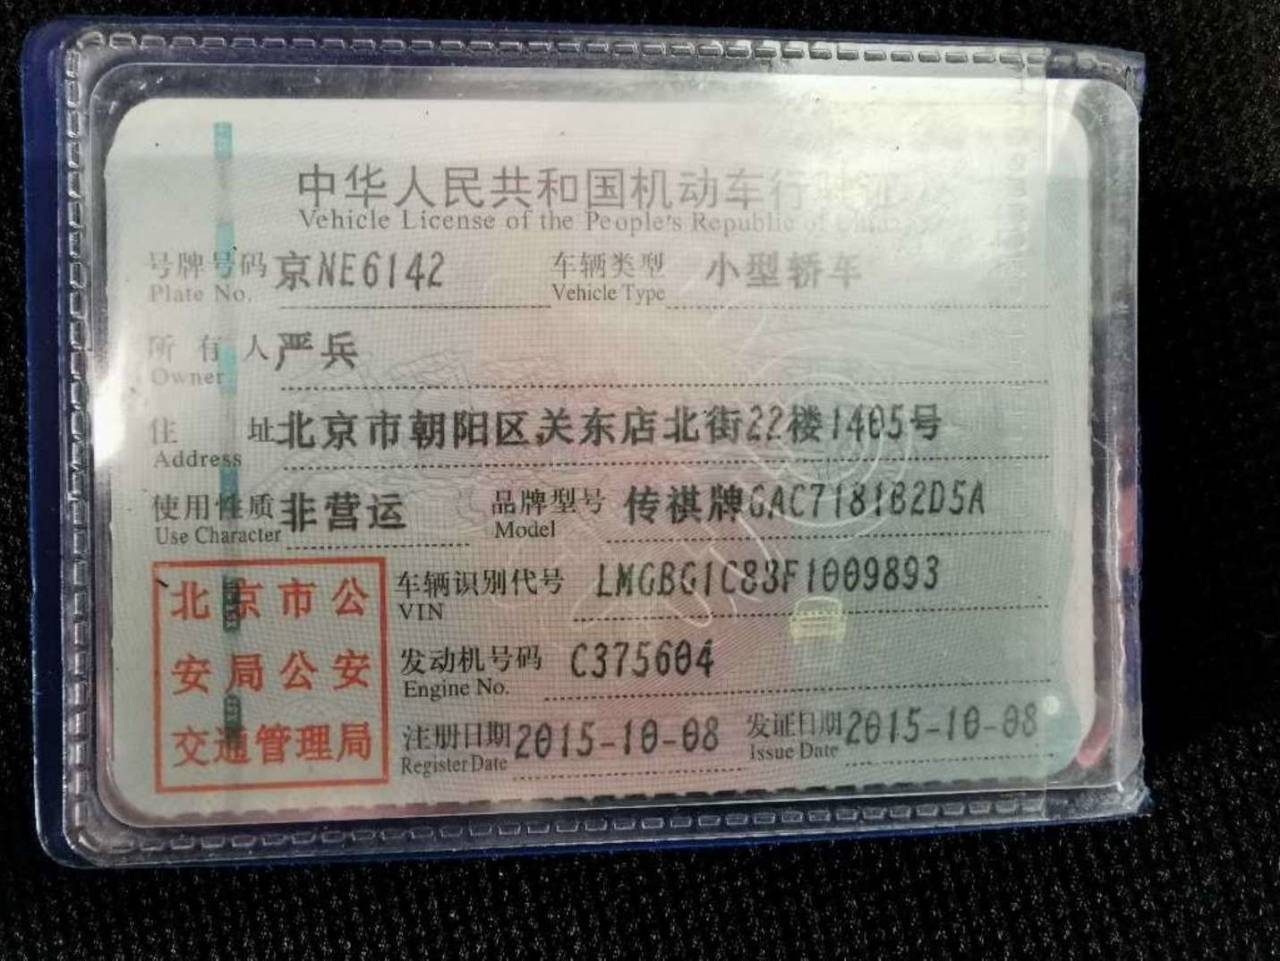 中华人民共和国机动车行驶证
Vehicle License of the People's Republic of China
号牌号码 京NE6142 车辆类型 小型轿车
Plate No. Vehicle Type
所有人 严兵
Owner
住址 北京市朝阳区关东店北街22楼1405号
Address
使用性质 非营运 品牌型号 传祺牌GAC7181B2D5A
Use Character Model
北京市公
安局公安
交通管理局
车辆识别代号 LMGBG1C83F1009893
VIN
发动机号码 C375604
Engine No.
注册日期 2015-10-08 发证日期 2015-10-08
Register Date Issue Date